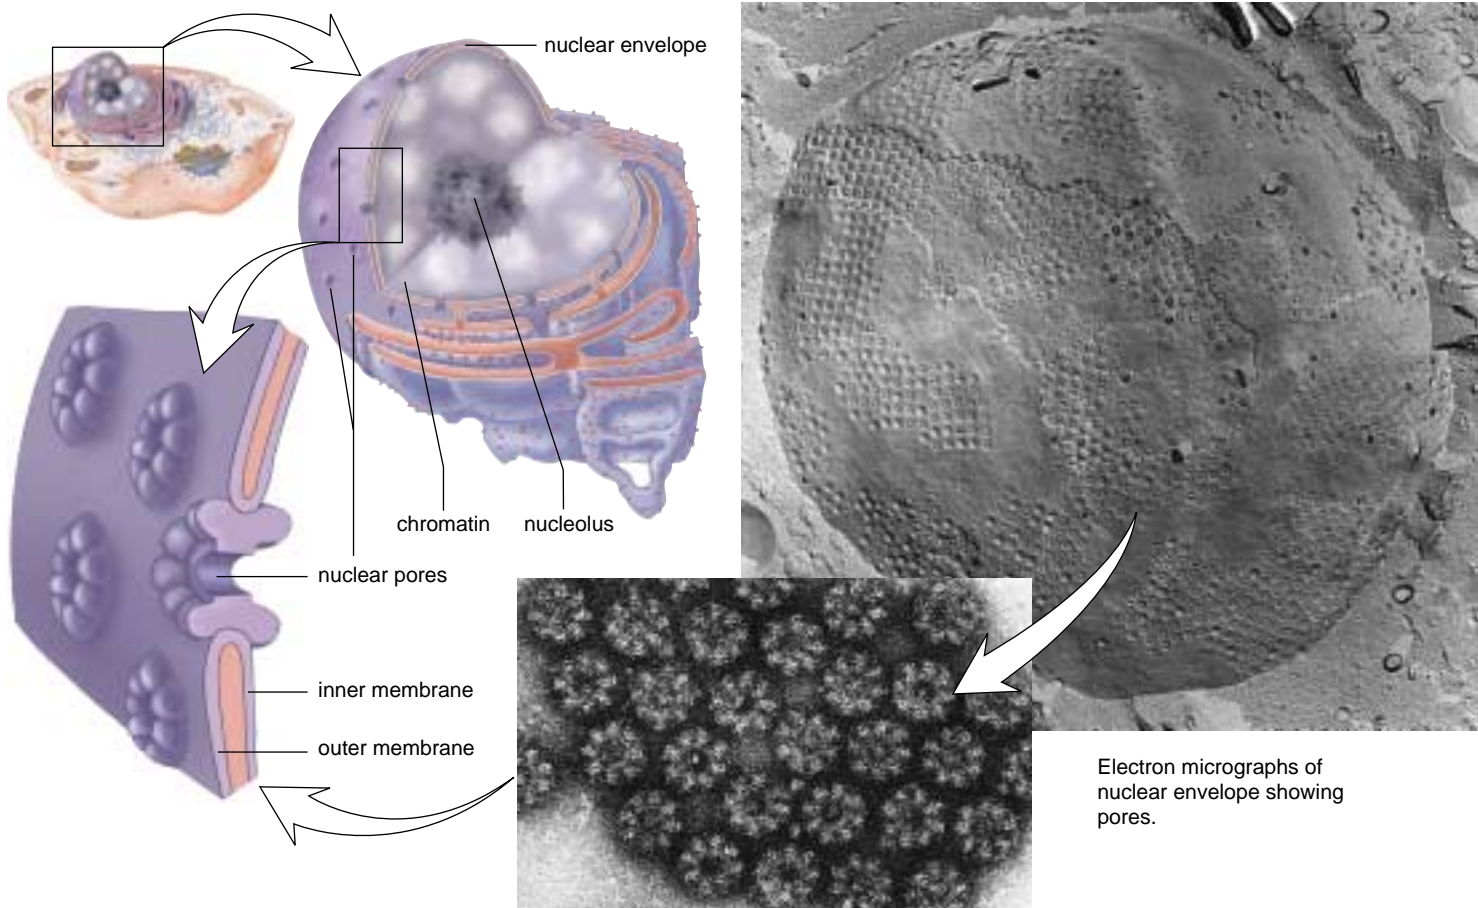 nuclear envelope
chromatin
nucleolus
nuclear pores
inner membrane
outer membrane
Electron micrographs of
nuclear envelope showing
pores.